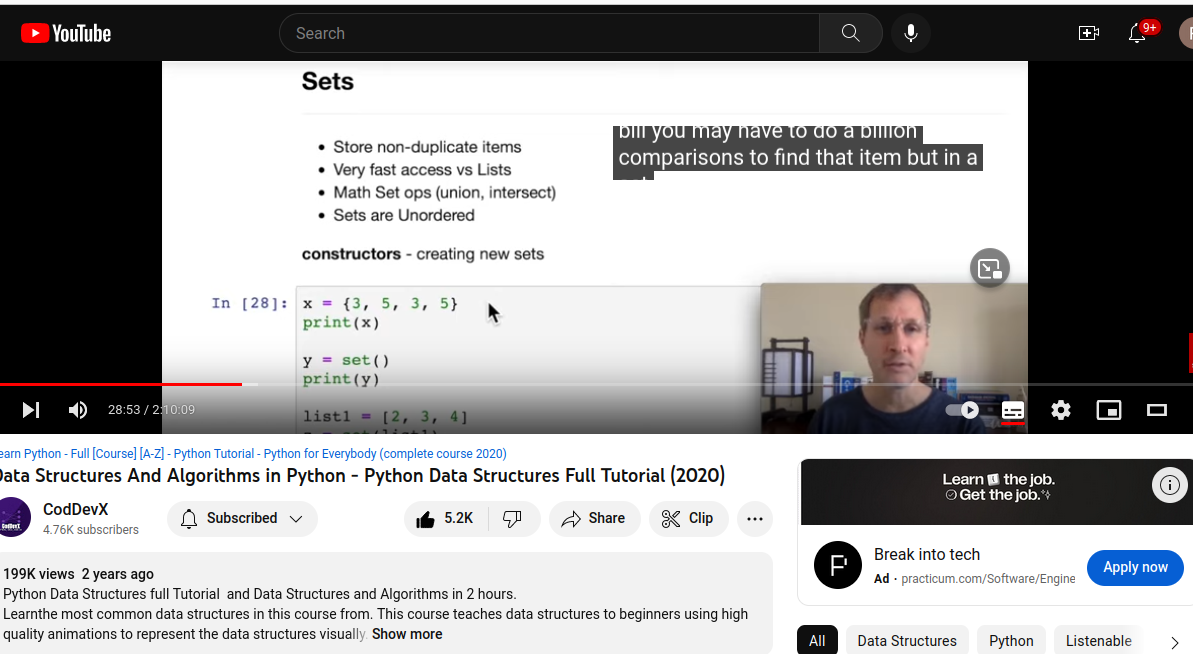 YouTube
Search
9+
Sets
Store non-duplicate items
Very fast access vs Lists
Math Set ops (union, intersect)
Sets are Unordered
bill you may have to do a billion
comparisons to find that item but in a
constructors - creating new sets
In [28]: x = {3, 5, 3, 5}
print(x)
y = set()
print(y)
list1 = [2, 3, 4]
28:53 / 2:10:09
earn Python - Full [Course] [A-Z] - Python Tutorial - Python for Everybody (complete course 2020)
Data Structures And Algorithms in Python - Python Data Structures Full Tutorial (2020)
CodDevX
4.76K subscribers
Subscribed
5.2K
Share
Clip
199K views 2 years ago
Python Data Structures full Tutorial and Data Structures and Algorithms in 2 hours.
Learnthe most common data structures in this course from. This course teaches data structures to beginners using high
quality animations to represent the data structures visually. Show more
Learn the job.
Get the job.
Break into tech
Ad · practicum.com/Software/Engine
Apply now
All
Data Structures
Python
Listenable